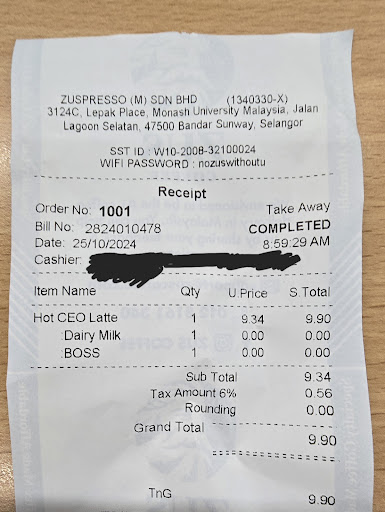 ZUSPRESSO (M) SDN BHD (1340330-X)
3124C, Lepak Place, Monash University Malaysia, Jalan
Lagoon Selatan, 47500 Bandar Sunway, Selangor
SST ID : W10-2008-32100024
WIFI PASSWORD : nozuswithoutu
Receipt
Order No: 1001 Take Away
Bill No: 2824010478 COMPLETED
Date: 25/10/2024 8:59:29 AM
Cashier:
Item Name Qty U.Price S.Total
Hot CEO Latte 1 9.34 9.90
:Dairy Milk 1 0.00 0.00
:BOSS 1 0.00 0.00
Sub Total 9.34
Tax Amount 6% 0.56
Rounding 0.00
Grand Total 9.90
TnG 9.90